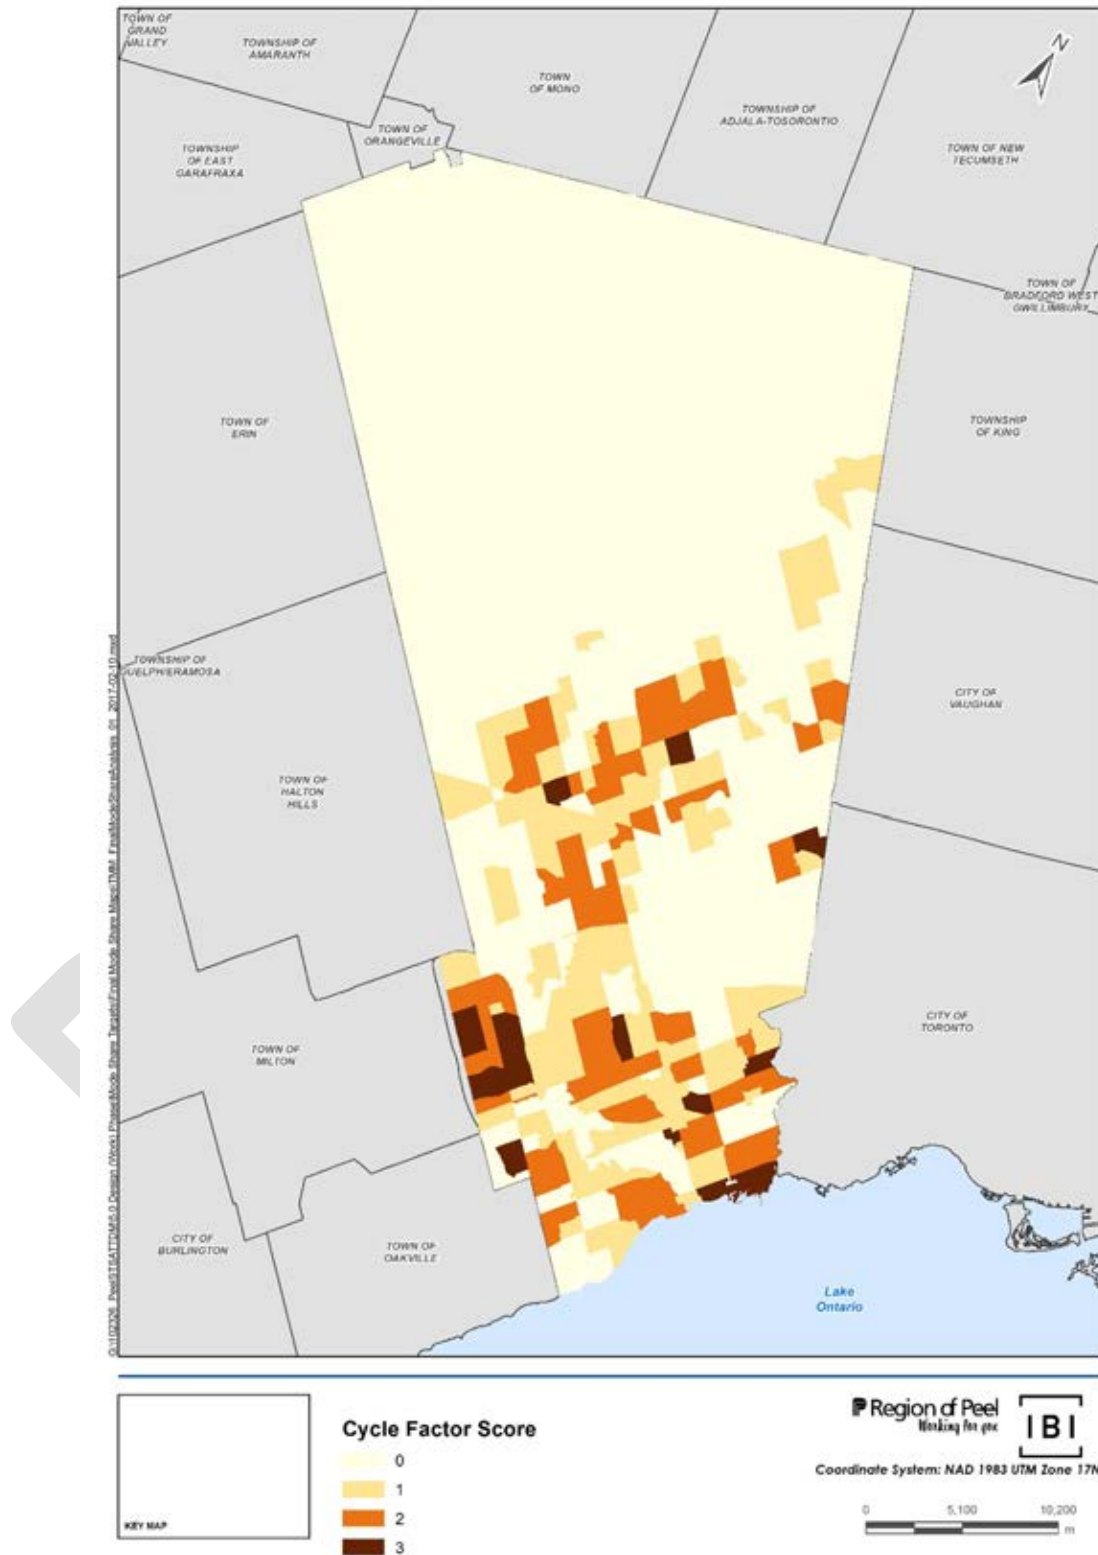 TOWN OF
GRAND
VALLEY
TOWNSHIP OF
AMARANTH
TOWN
OF MONO
N
TOWNSHIP OF
ADJALA-TOSORONTIO
TOWN OF
ORANGEVILLE
TOWNSHIP
OF EAST
GARAFRAXA
TOWN OF NEW
TECUMSETH
TOWN OF
BRADFORD WEST
GWILLIMBURY
TOWN OF
ERIN
TOWNSHIP
OF KING
TOWNSHIP OF
GUELPH/ERAMOSA
CITY OF
VAUGHAN
TOWN OF
HALTON
HILLS
CITY OF
TORONTO
TOWN OF
MILTON
CITY OF
BURLINGTON
TOWN OF
OAKVILLE
Lake
Ontario
KEY MAP
Cycle Factor Score
0
1
2
3
Region of Peel
Working for you
IBI
Coordinate System: NAD 1983 UTM Zone 17N
0 5,100 10,200
m